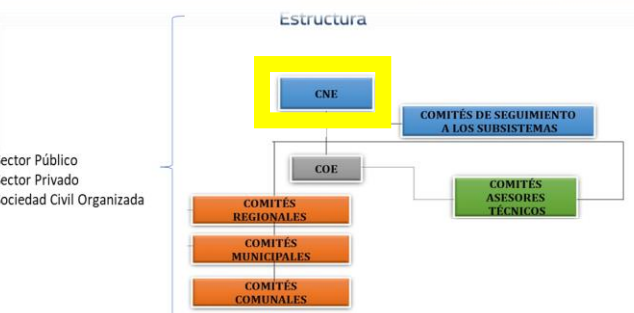 Estructura
CNE
COMITÉS DE SEGUIMIENTO
A LOS SUBSISTEMAS
ector Público
ector Privado
ociedad Civil Organizada
COE
COMITÉS
ASESORES
TÉCNICOS
COMITÉS
REGIONALES
COMITÉS
MUNICIPALES
COMITÉS
COMUNALES